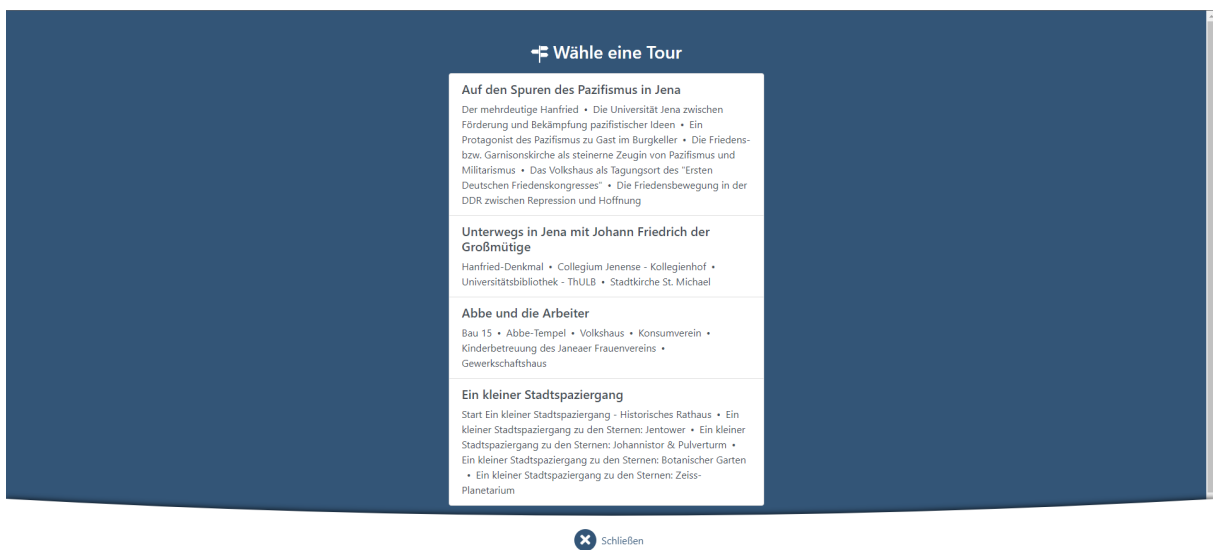 Wähle eine Tour
Auf den Spuren des Pazifismus in Jena
Der mehrdeutige Hanfried • Die Universität Jena zwischen
Förderung und Bekämpfung pazifistischer Ideen • Ein
Protagonist des Pazifismus zu Gast im Burgkeller • Die Friedens-
bzw. Garnisonskirche als steinerne Zeugin von Pazifismus und
Militarismus • Das Volkshaus als Tagungsort des "Ersten
Deutschen Friedenskongresses" • Die Friedensbewegung in der
DDR zwischen Repression und Hoffnung
Unterwegs in Jena mit Johann Friedrich der
Großmütige
Hanfried-Denkmal • Collegium Jenense - Kollegienhof •
Universitätsbibliothek - ThULB • Stadtkirche St. Michael
Abbe und die Arbeiter
Bau 15 • Abbe-Tempel • Volkshaus • Konsumverein •
Kinderbetreuung des Janeaer Frauenvereins •
Gewerkschaftshaus
Ein kleiner Stadtspaziergang
Start Ein kleiner Stadtspaziergang - Historisches Rathaus • Ein
kleiner Stadtspaziergang zu den Sternen: Jentower • Ein kleiner
Stadtspaziergang zu den Sternen: Johannistor & Pulverturm •
Ein kleiner Stadtspaziergang zu den Sternen: Botanischer Garten
• Ein kleiner Stadtspaziergang zu den Sternen: Zeiss-
Planetarium
Schließen